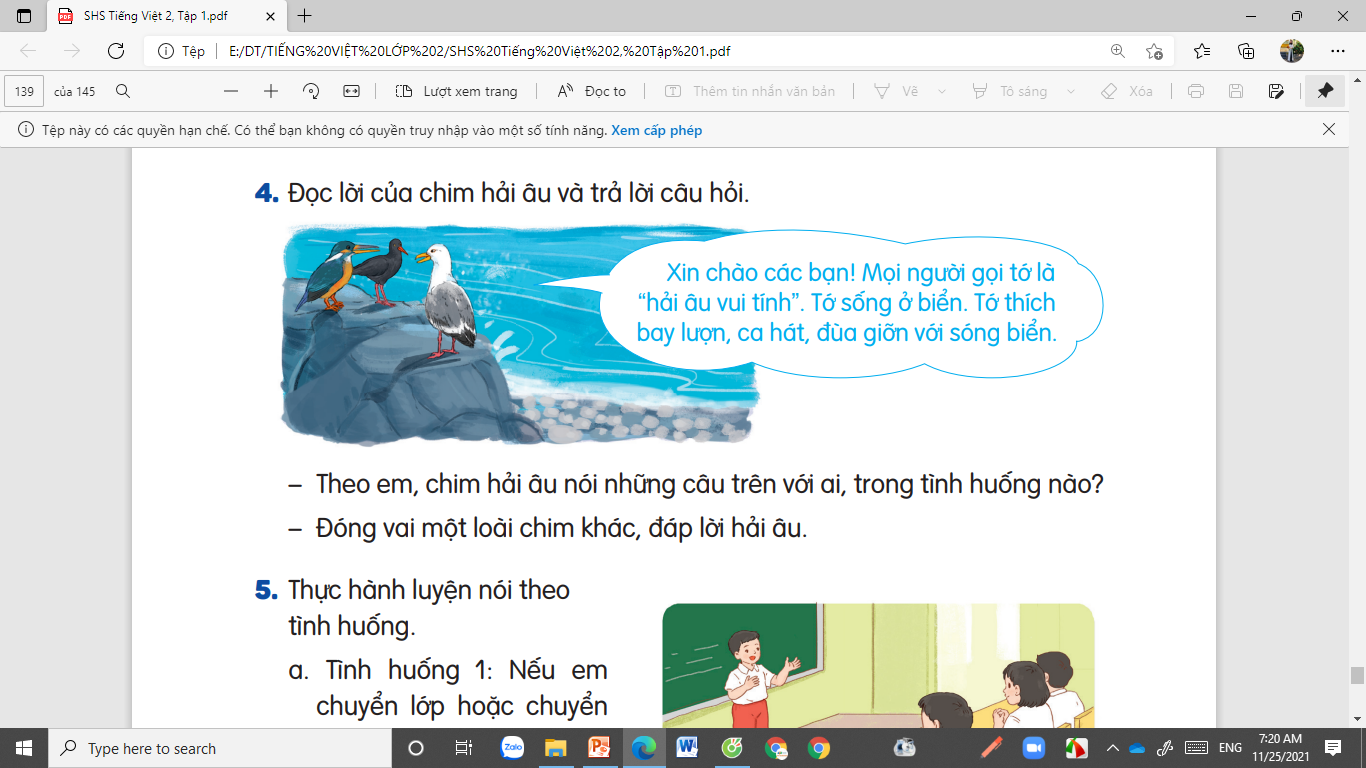 SHS Tiếng Việt 2, Tập 1.pdf
Tệp
E:/DT/TIẾNG%20VIỆT%20LỚP%202/SHS%20Tiếng%20Việt%202,%20Tập%201.pdf
139
của 145
Lượt xem trang
Đọc to
Thêm tin nhắn văn bản
Vẽ
Tô sáng
Xóa
Tệp này có các quyền hạn chế. Có thể bạn không có quyền truy nhập vào một số tính năng. Xem cấp phép
4. Đọc lời của chim hải âu và trả lời câu hỏi.
Xin chào các bạn! Mọi người gọi tớ là
“hải âu vui tính”. Tớ sống ở biển. Tớ thích
bay lượn, ca hát, đùa giỡn với sóng biển.
– Theo em, chim hải âu nói những câu trên với ai, trong tình huống nào?
– Đóng vai một loài chim khác, đáp lời hải âu.
5. Thực hành luyện nói theo
tình huống.
a. Tình huống 1: Nếu em
chuyển lớp hoặc chuyển
Type here to search
Zalo
ENG
7:20 AM
11/25/2021